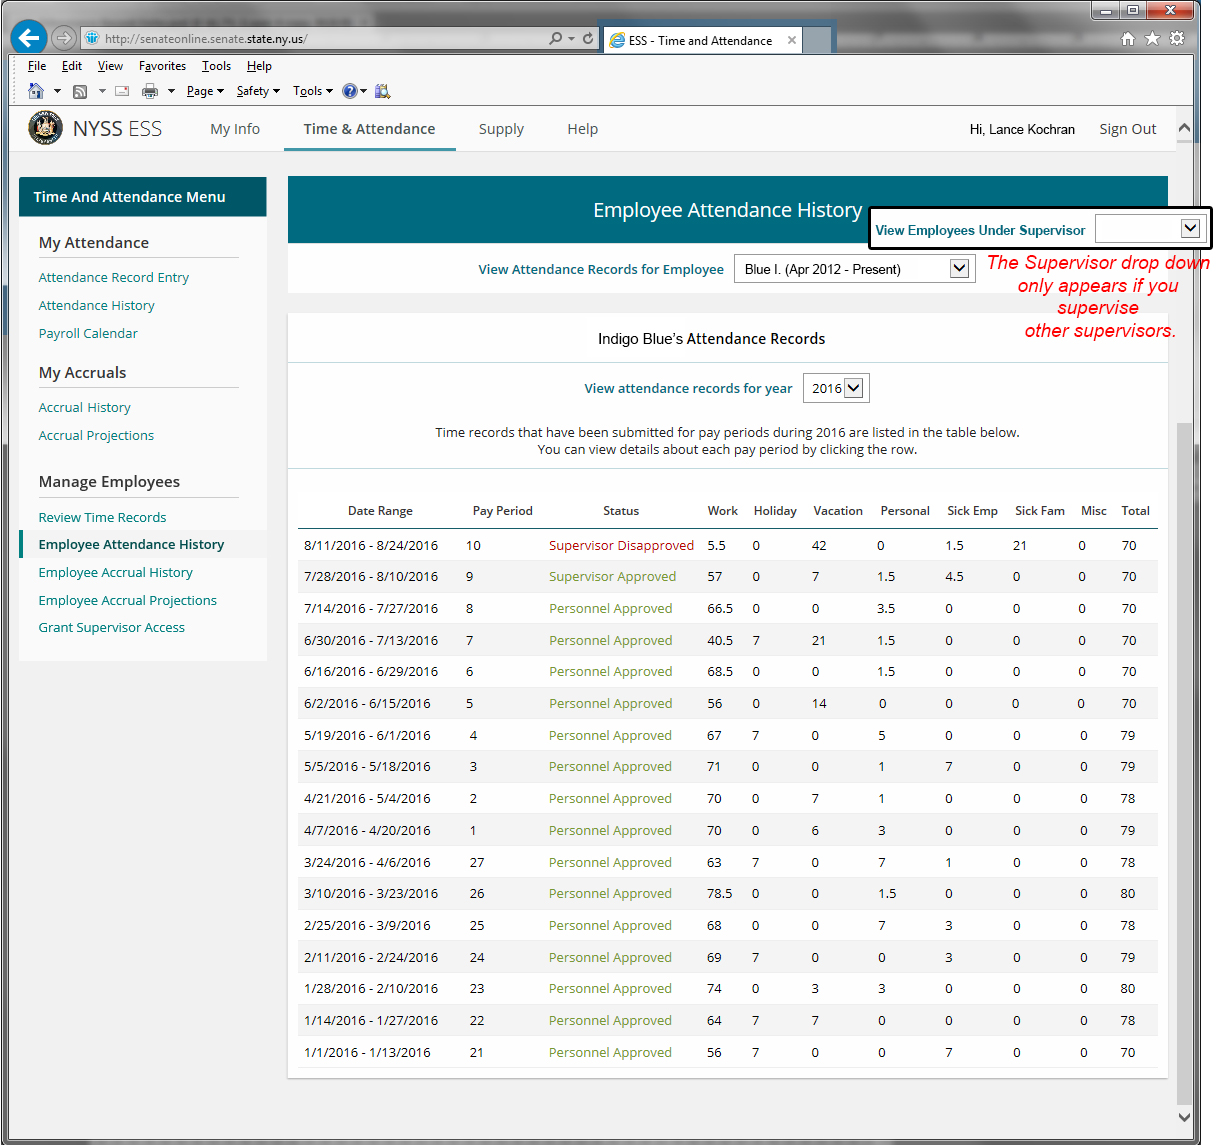 http://senateonline.senate.state.ny.us/
ESS - Time and Attendance
File Edit View Favorites Tools Help
Page Safety Tools
NYSS ESS My Info Time & Attendance Supply Help Hi, Lance Kochran Sign Out
Time And Attendance Menu
My Attendance
Attendance Record Entry
Attendance History
Payroll Calendar
My Accruals
Accrual History
Accrual Projections
Manage Employees
Review Time Records
Employee Attendance History
Employee Accrual History
Employee Accrual Projections
Grant Supervisor Access
Employee Attendance History
View Employees Under Supervisor
View Attendance Records for Employee Blue I. (Apr 2012 - Present)
The Supervisor drop down
only appears if you
supervise
other supervisors.
Indigo Blue's Attendance Records
View attendance records for year 2016
Time records that have been submitted for pay periods during 2016 are listed in the table below.
You can view details about each pay period by clicking the row.
Date Range Pay Period Status Work Holiday Vacation Personal Sick Emp Sick Fam Misc Total
8/11/2016 - 8/24/2016 10 Supervisor Disapproved 5.5 0 42 0 1.5 21 0 70
7/28/2016 - 8/10/2016 9 Supervisor Approved 57 0 7 1.5 4.5 0 0 70
7/14/2016 - 7/27/2016 8 Personnel Approved 66.5 0 0 3.5 0 0 0 70
6/30/2016 - 7/13/2016 7 Personnel Approved 40.5 7 21 1.5 0 0 0 70
6/16/2016 - 6/29/2016 6 Personnel Approved 68.5 0 0 1.5 0 0 0 70
6/2/2016 - 6/15/2016 5 Personnel Approved 56 0 14 0 0 0 0 70
5/19/2016 - 6/1/2016 4 Personnel Approved 67 7 0 5 0 0 0 79
5/5/2016 - 5/18/2016 3 Personnel Approved 71 0 0 1 7 0 0 79
4/21/2016 - 5/4/2016 2 Personnel Approved 70 0 7 1 0 0 0 78
4/7/2016 - 4/20/2016 1 Personnel Approved 70 0 6 3 0 0 0 79
3/24/2016 - 4/6/2016 27 Personnel Approved 63 7 0 7 1 0 0 78
3/10/2016 - 3/23/2016 26 Personnel Approved 78.5 0 0 1.5 0 0 0 80
2/25/2016 - 3/9/2016 25 Personnel Approved 68 0 0 7 3 0 0 78
2/11/2016 - 2/24/2016 24 Personnel Approved 69 7 0 0 3 0 0 79
1/28/2016 - 2/10/2016 23 Personnel Approved 74 0 3 3 0 0 0 80
1/14/2016 - 1/27/2016 22 Personnel Approved 64 7 7 0 0 0 0 78
1/1/2016 - 1/13/2016 21 Personnel Approved 56 7 0 0 7 0 0 70